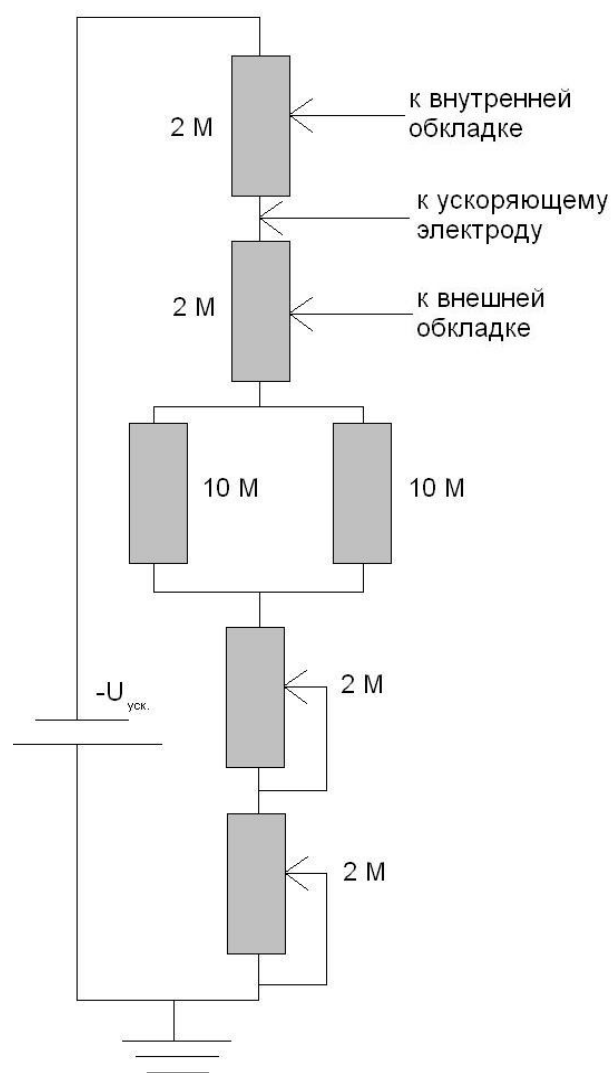 к внутренней
обкладке
2 М
к ускоряющему
электроду
2 М
к внешней
обкладке
10 М
10 М
2 М
-U уск.
2 М